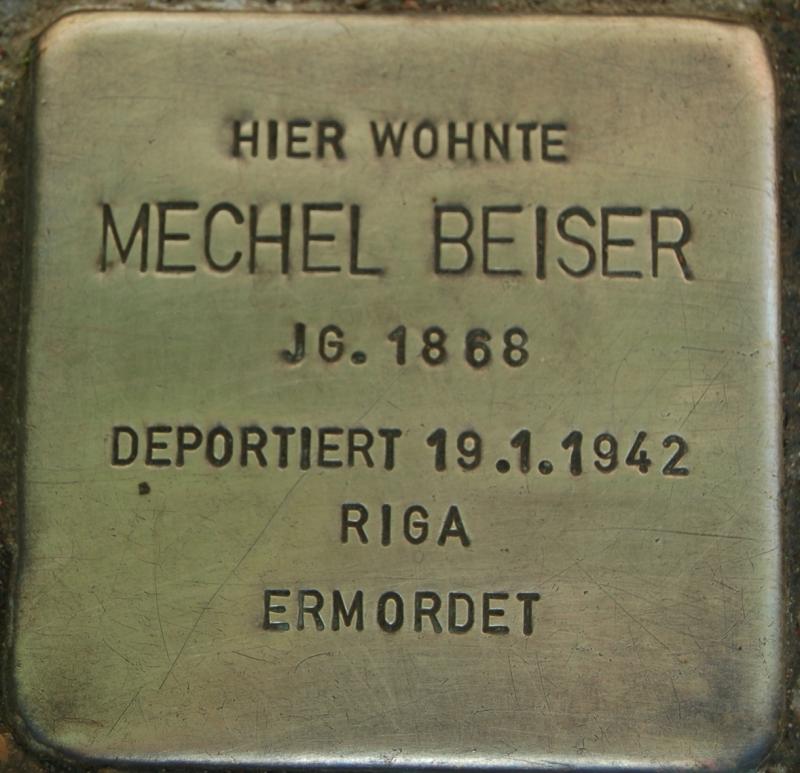 HIER WOHNTE
MECHEL BEISER
JG. 1868
DEPORTIERT 19.1.1942
RIGA
ERMORDET